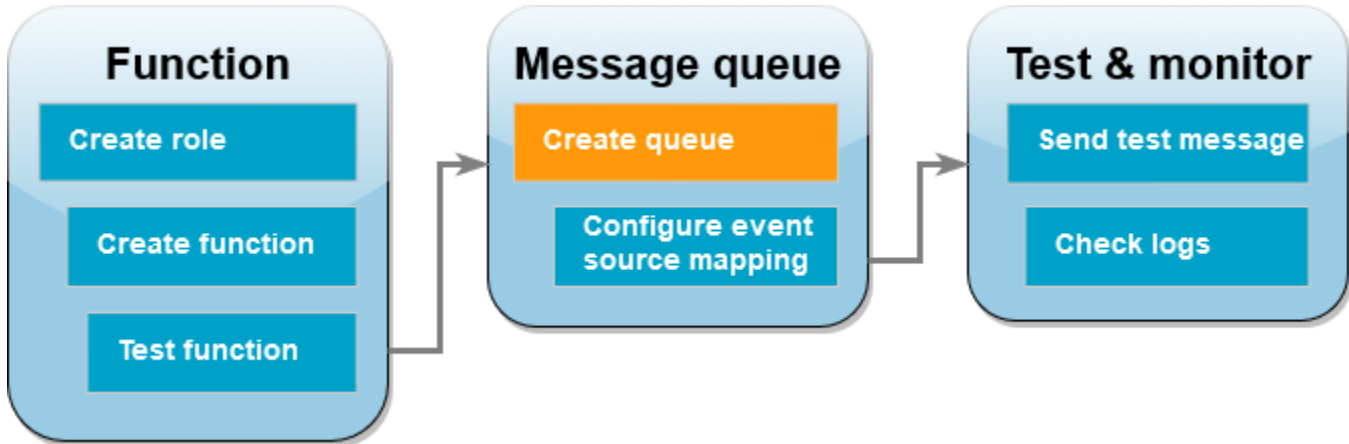 Function
Create role
Create function
Test function
Message queue
Create queue
Configure event
source mapping
Test & monitor
Send test message
Check logs